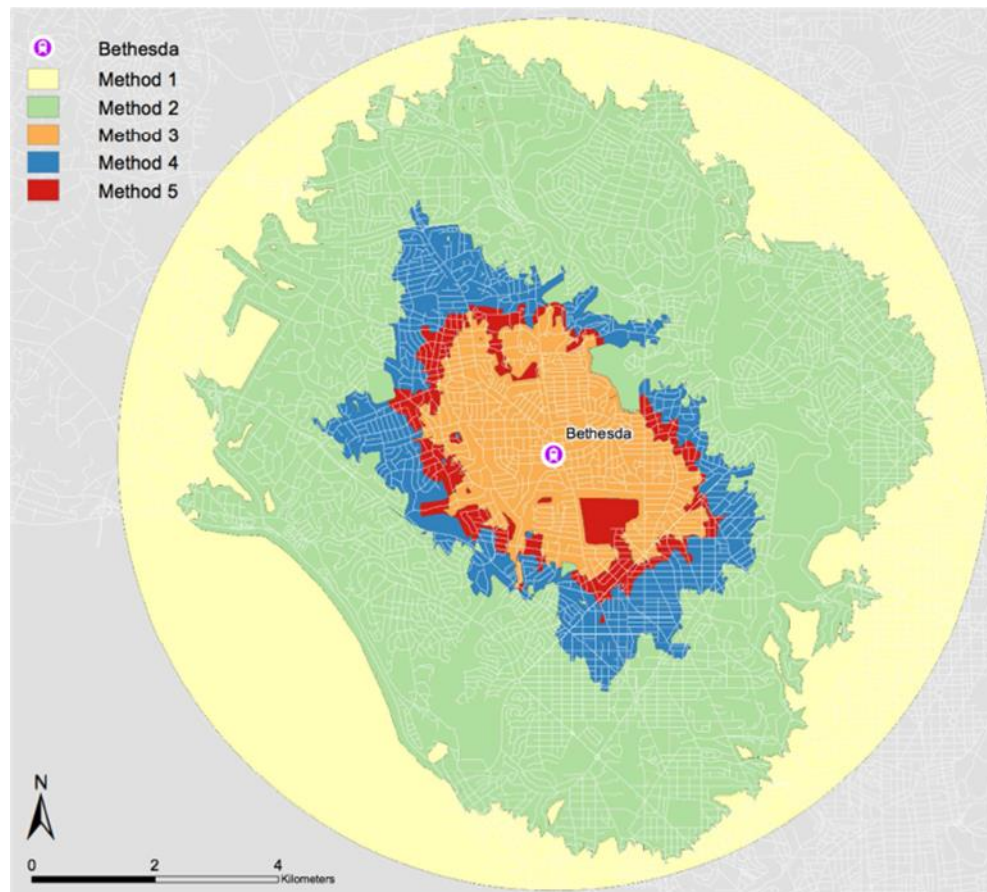 Bethesda
Method 1
Method 2
Method 3
Method 4
Method 5
Bethesda
N
0 2 4
Kilometers